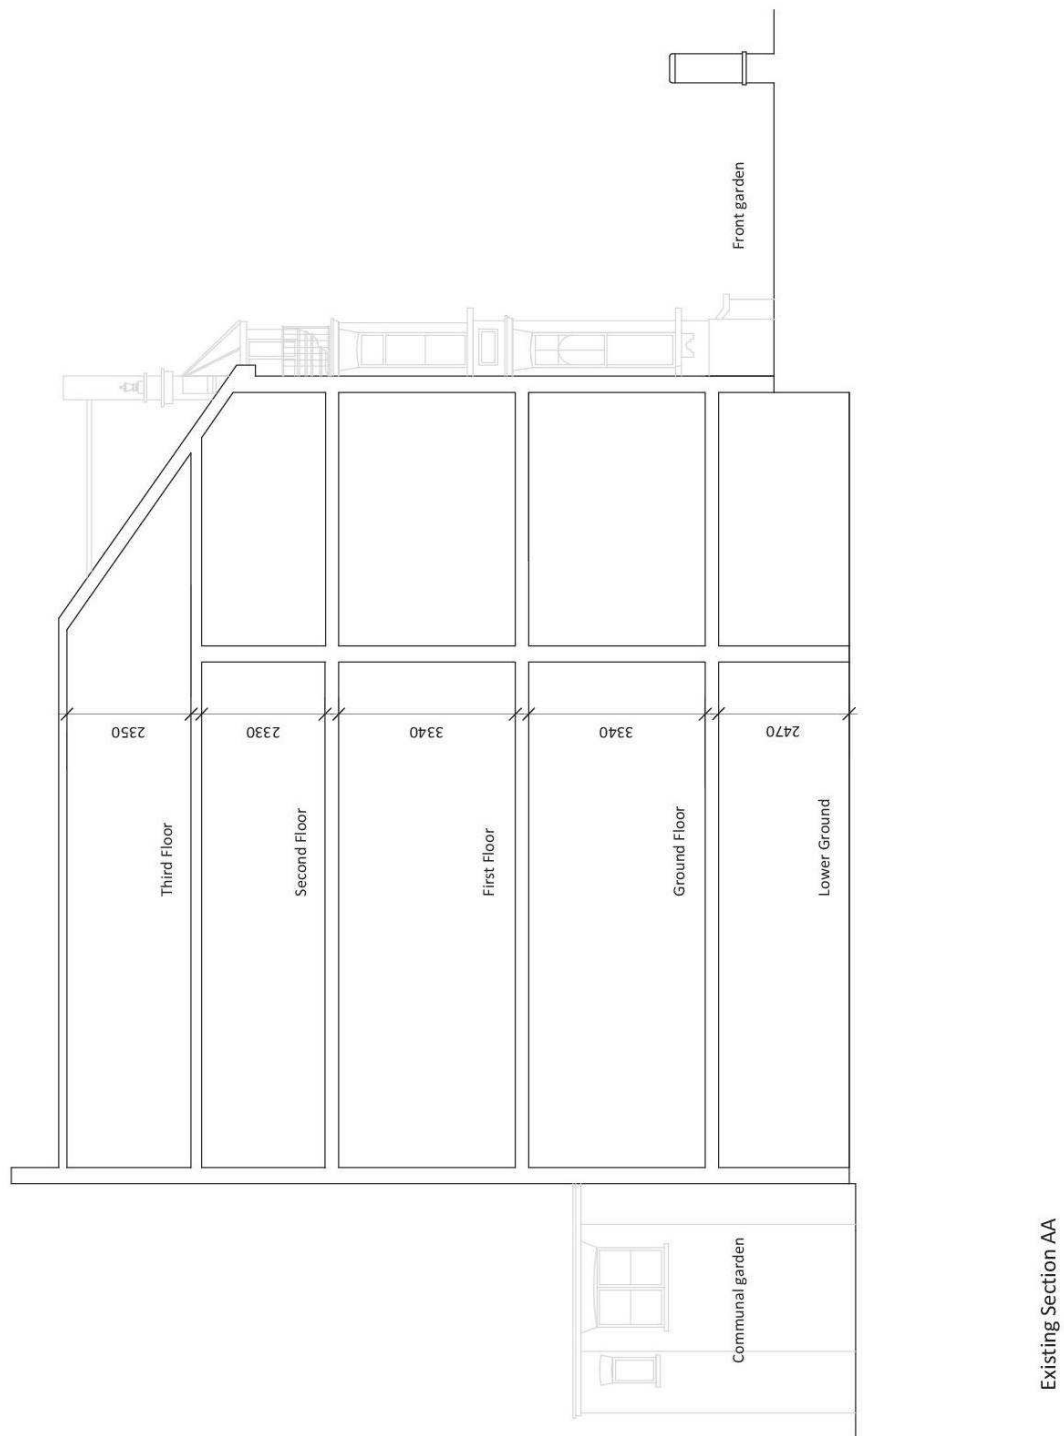 2350
2330
3340
3340
2470
Third Floor
Second Floor
First Floor
Ground Floor
Lower Ground
Front garden
Communal garden
Existing Section AA